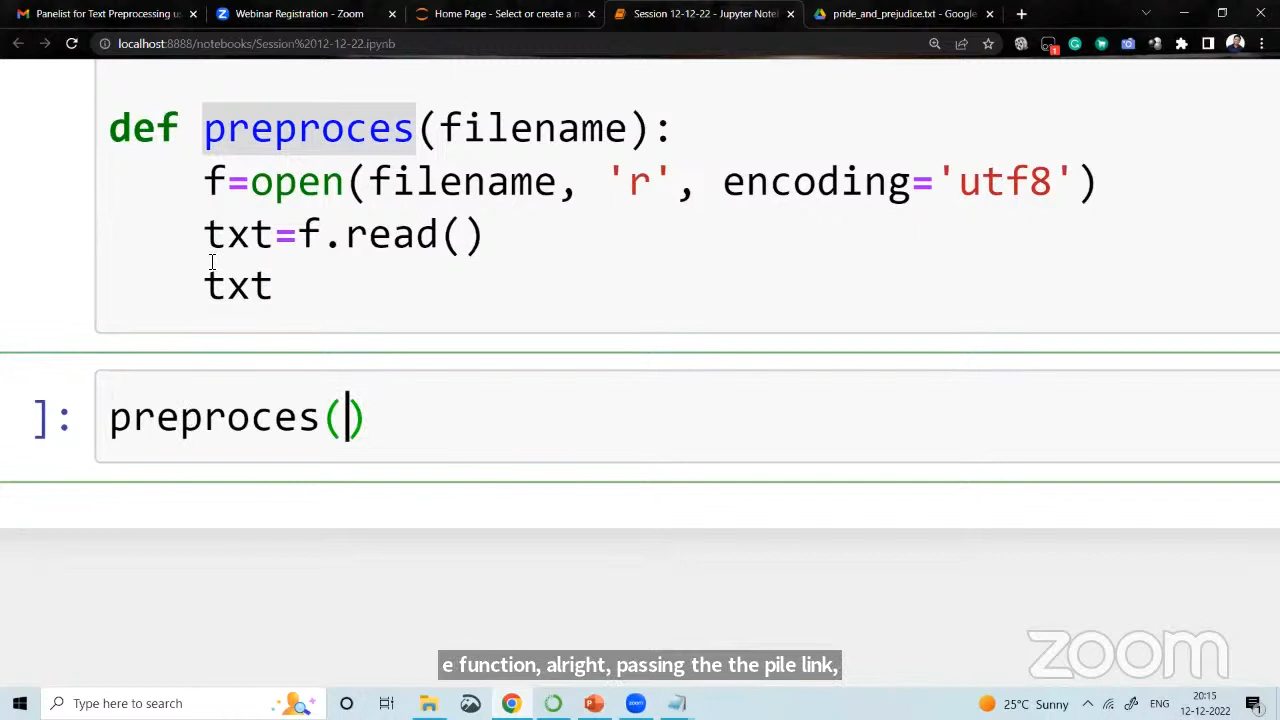 Panelist for Text Preprocessing u
Webinar Registration - Zoom
Home Page - Select or create a n
Session 12-12-22 - Jupyter Note
pride_and_prejudice.txt - Google
localhost:8888/notebooks/Session%2012-12-22.ipynb
def preproces(filename):
f=open(filename, 'r', encoding='utf8')
txt=f.read()
txt
]: preproces()
zoom
e function, alright, passing the the pile link,
Type here to search
25°C Sunny
ENG
20:15
12-12-2022